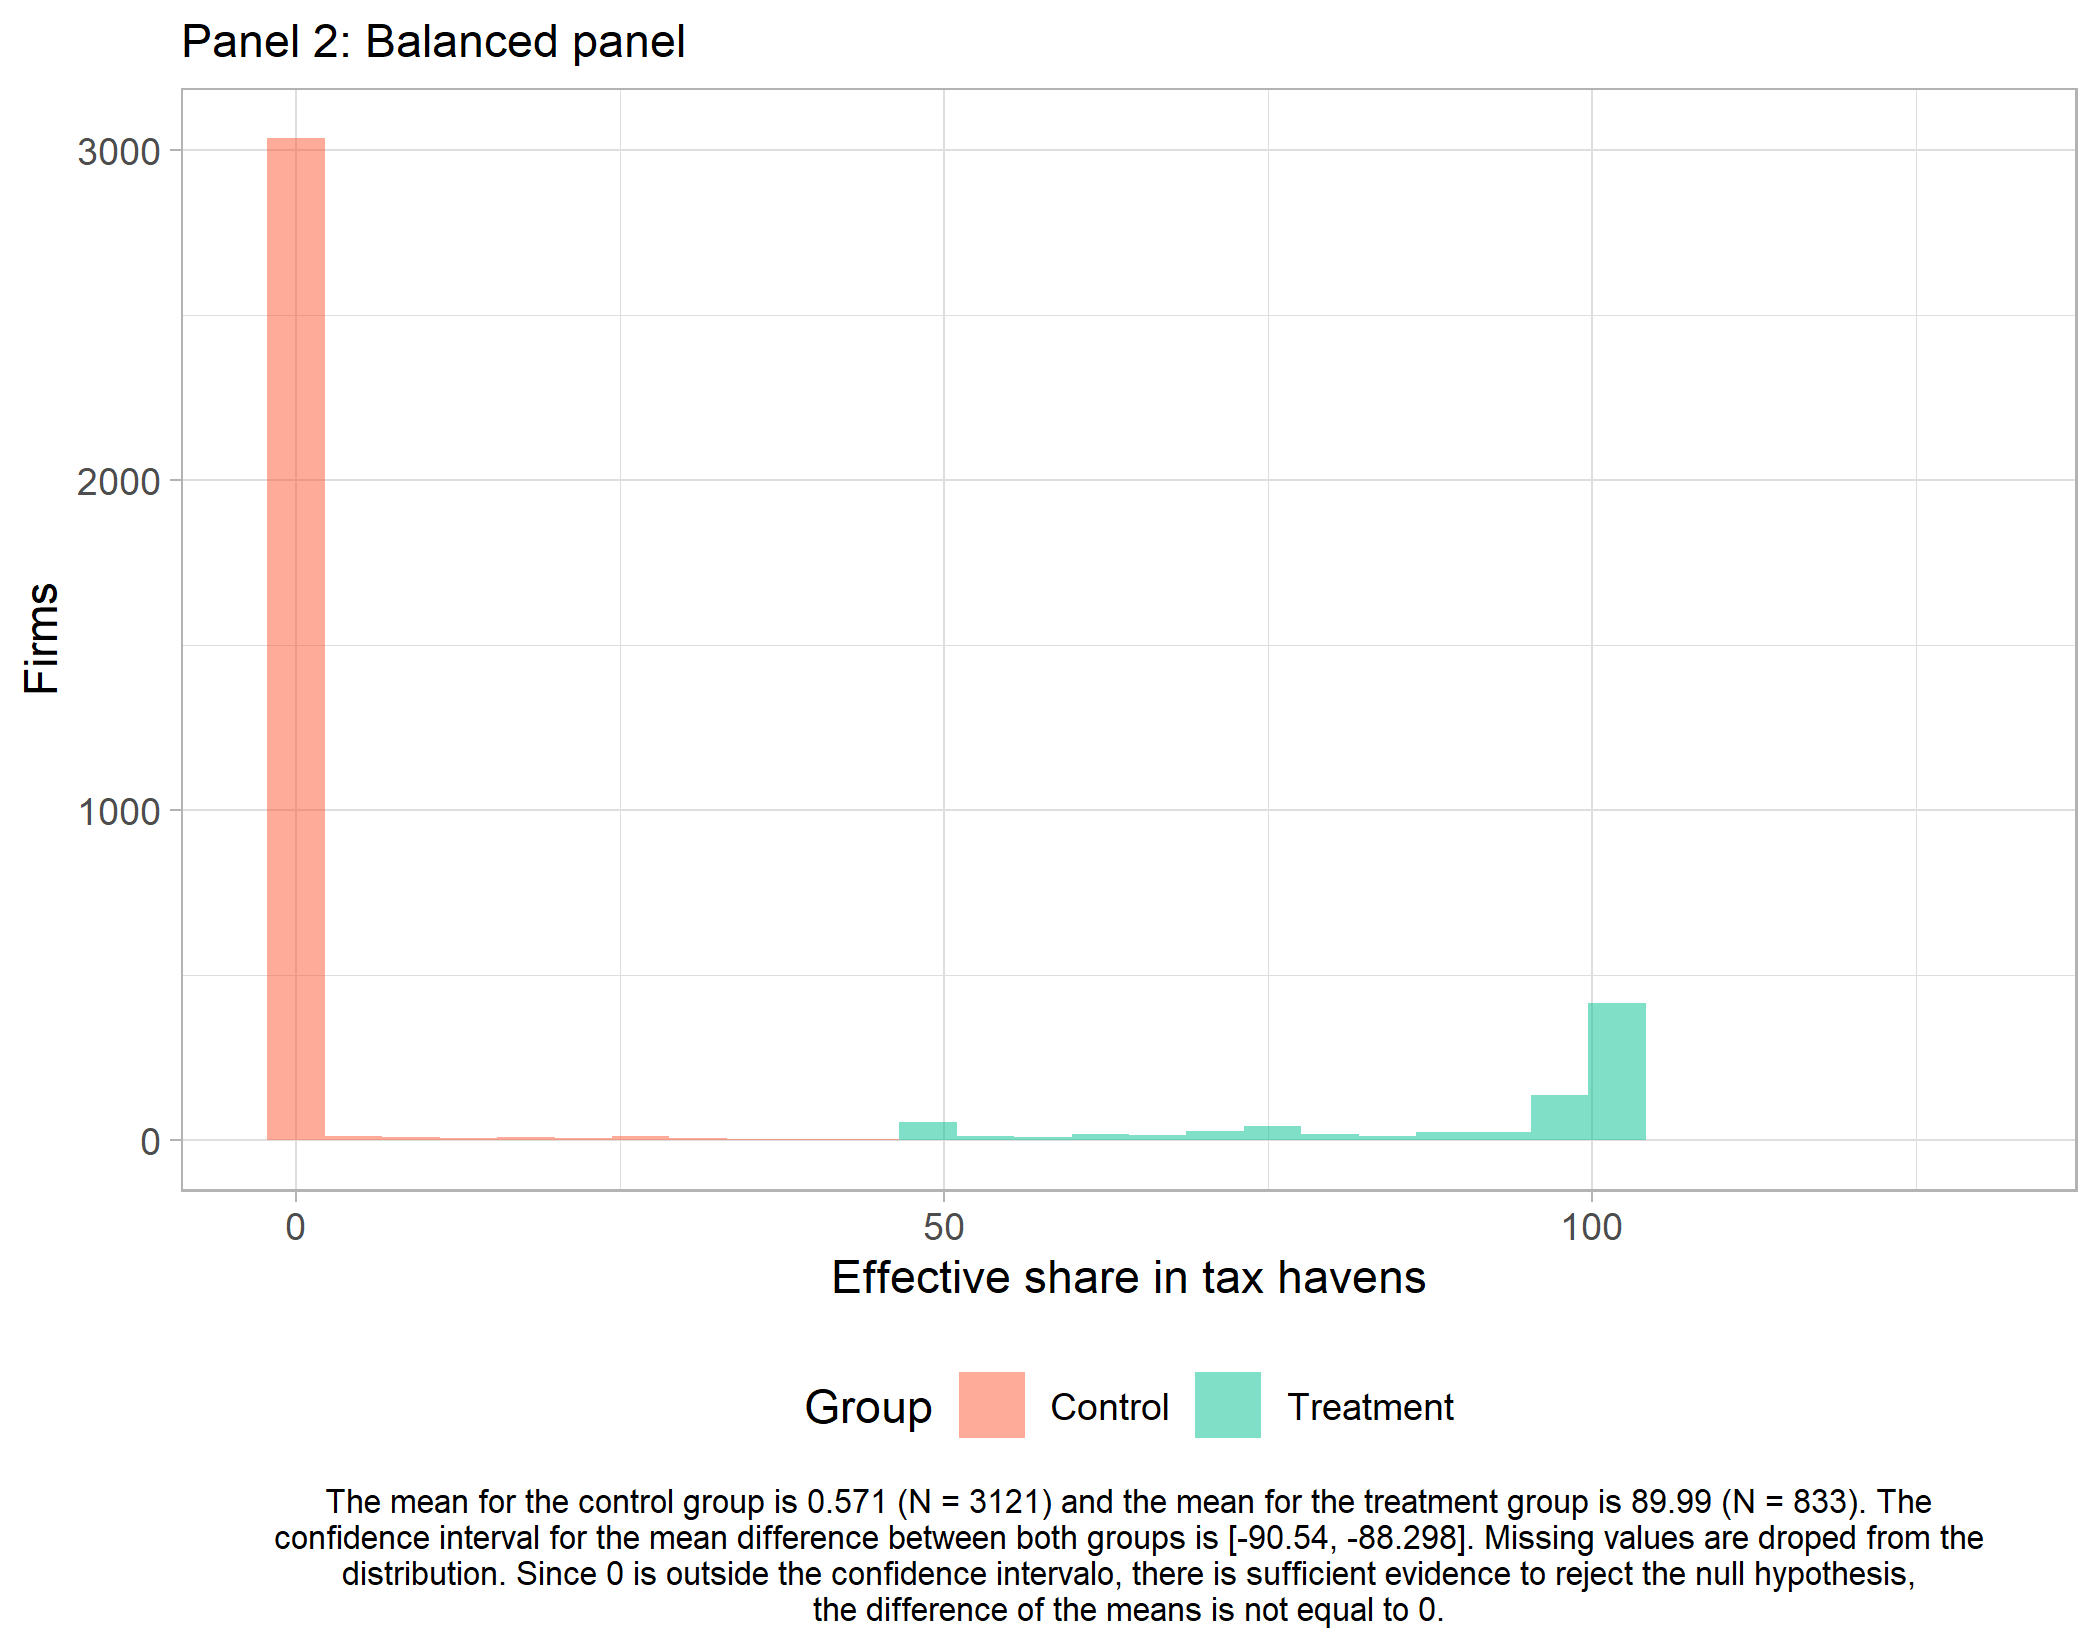 Panel 2: Balanced panel
3000
2000
1000
0
Firms
0 50 100
Effective share in tax havens
Group Control Treatment
The mean for the control group is 0.571 (N = 3121) and the mean for the treatment group is 89.99 (N = 833). The
confidence interval for the mean difference between both groups is [-90.54, -88.298]. Missing values are droped from the
distribution. Since 0 is outside the confidence intervalo, there is sufficient evidence to reject the null hypothesis,
the difference of the means is not equal to 0.